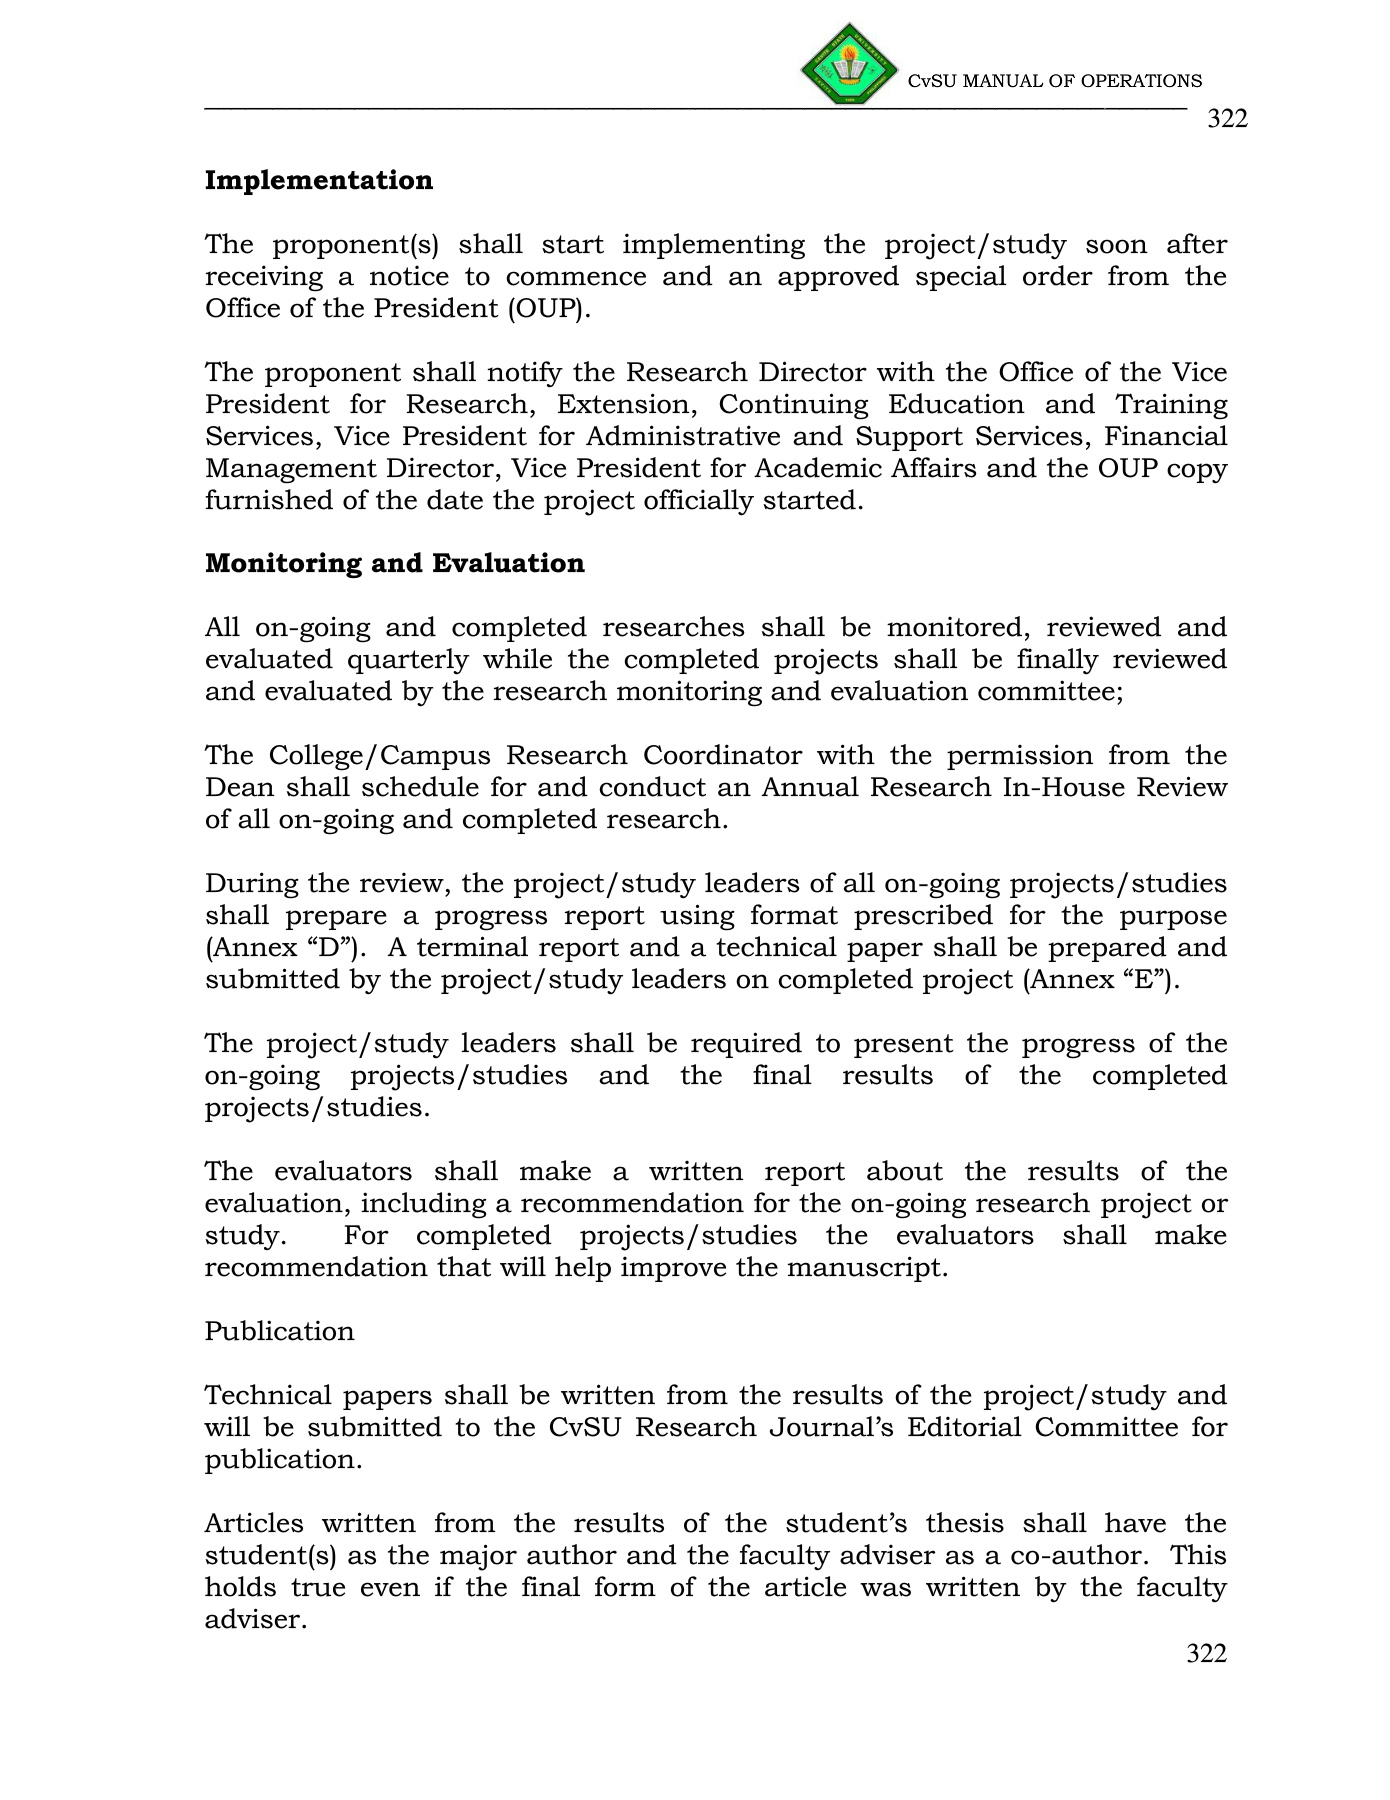 CvSU MANUAL OF OPERATIONS
322
Implementation
The proponent(s) shall start implementing the project/study soon after
receiving a notice to commence and an approved special order from the
Office of the President (OUP).
The proponent shall notify the Research Director with the Office of the Vice
President for Research, Extension, Continuing Education and Training
Services, Vice President for Administrative and Support Services, Financial
Management Director, Vice President for Academic Affairs and the OUP copy
furnished of the date the project officially started.
Monitoring and Evaluation
All on-going and completed researches shall be monitored, reviewed and
evaluated quarterly while the completed projects shall be finally reviewed
and evaluated by the research monitoring and evaluation committee;
The College/Campus Research Coordinator with the permission from the
Dean shall schedule for and conduct an Annual Research In-House Review
of all on-going and completed research.
During the review, the project/study leaders of all on-going projects/studies
shall prepare a progress report using format prescribed for the purpose
(Annex “D”).  A terminal report and a technical paper shall be prepared and
submitted by the project/study leaders on completed project (Annex “E”).
The project/study leaders shall be required to present the progress of the
on-going projects/studies and the final results of the completed
projects/studies.
The evaluators shall make a written report about the results of the
evaluation, including a recommendation for the on-going research project or
study.  For completed projects/studies the evaluators shall make
recommendation that will help improve the manuscript.
Publication
Technical papers shall be written from the results of the project/study and
will be submitted to the CvSU Research Journal’s Editorial Committee for
publication.
Articles written from the results of the student’s thesis shall have the
student(s) as the major author and the faculty adviser as a co-author.  This
holds true even if the final form of the article was written by the faculty
adviser.
322